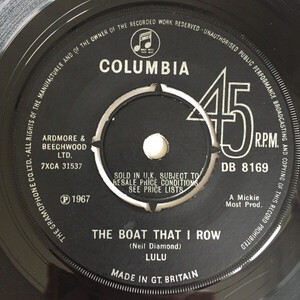 ALL RIGHTS OF THE MANUFACTURER AND OF THE OWNER OF THE RECORDED WORK RESERVED · UNAUTHORISED PUBLIC PERFORMANCE BROADCASTING AND COPYING OF THIS RECORD PROHIBITED
THE GRAMOPHONE CO. LTD.
COLUMBIA
45
R.P.M.
ARDMORE &
BEECHWOOD
LTD.
7XCA 31537
SOLD IN U.K. SUBJECT TO
RESALE PRICE CONDITIONS,
SEE PRICE LISTS
DB 8169
℗ 1967
A Mickie
Most Prod.
THE BOAT THAT I ROW
(Neil Diamond)
LULU
MADE IN GT. BRITAIN